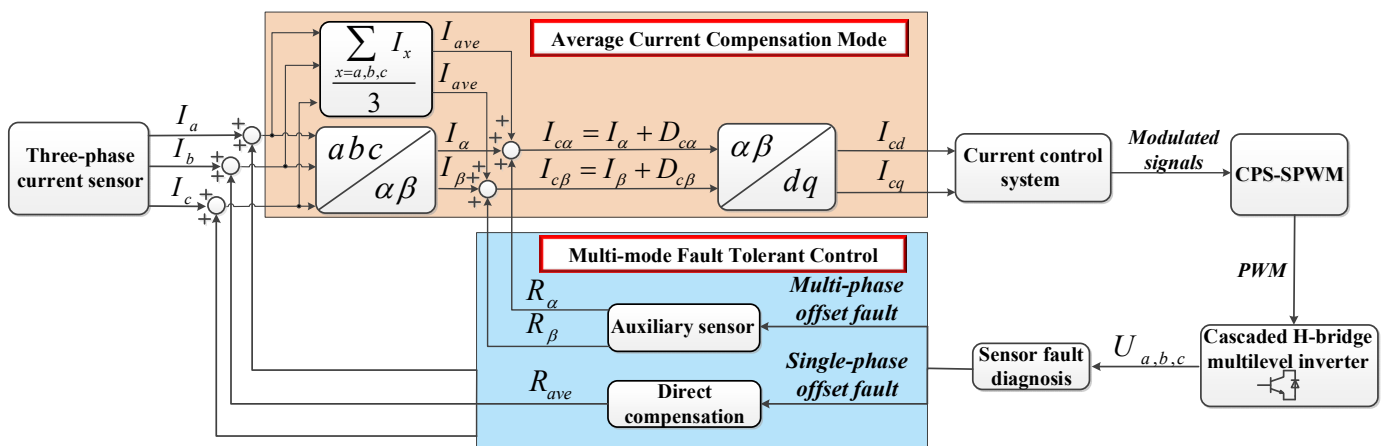 Average Current Compensation Mode
∑ I_x
x=a,b,c
3
I_ave
I_ave
Three-phase
current sensor
I_a
I_b
I_c
+
+
+
+
+
+
abc
αβ
I_α
I_β
+
+
+
+
+
+
I_cα = I_α + D_cα
I_cβ = I_β + D_cβ
αβ
dq
I_cd
I_cq
Current control
system
Modulated
signals
CPS-SPWM
PWM
Multi-mode Fault Tolerant Control
R_α
R_β
Auxiliary sensor
Multi-phase
offset fault
R_ave
Direct
compensation
Single-phase
offset fault
Sensor fault
diagnosis
U_a,b,c
Cascaded H-bridge
multilevel inverter